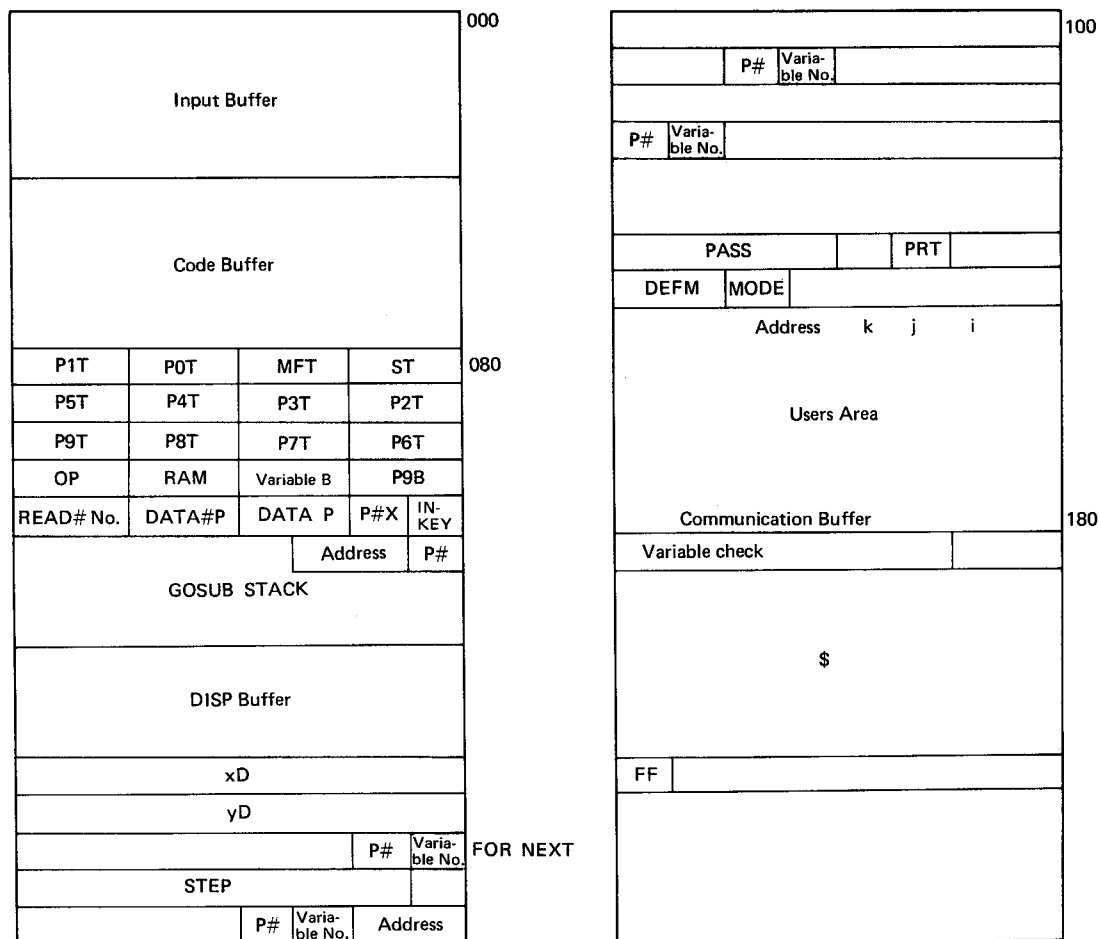 000
Input Buffer
Code Buffer
P1T P0T MFT ST 080
P5T P4T P3T P2T
P9T P8T P7T P6T
OP RAM Variable B P9B
READ# No. DATA#P DATA P P#X IN-
KEY
Address P#
GOSUB STACK
DISP Buffer
xD
yD
P# Varia-
ble No. FOR NEXT
STEP
P# Varia-
ble No. Address
100
P# Varia-
ble No.
P# Varia-
ble No.
PASS PRT
DEFM MODE
Address k j i
Users Area
Communication Buffer 180
Variable check
$
FF